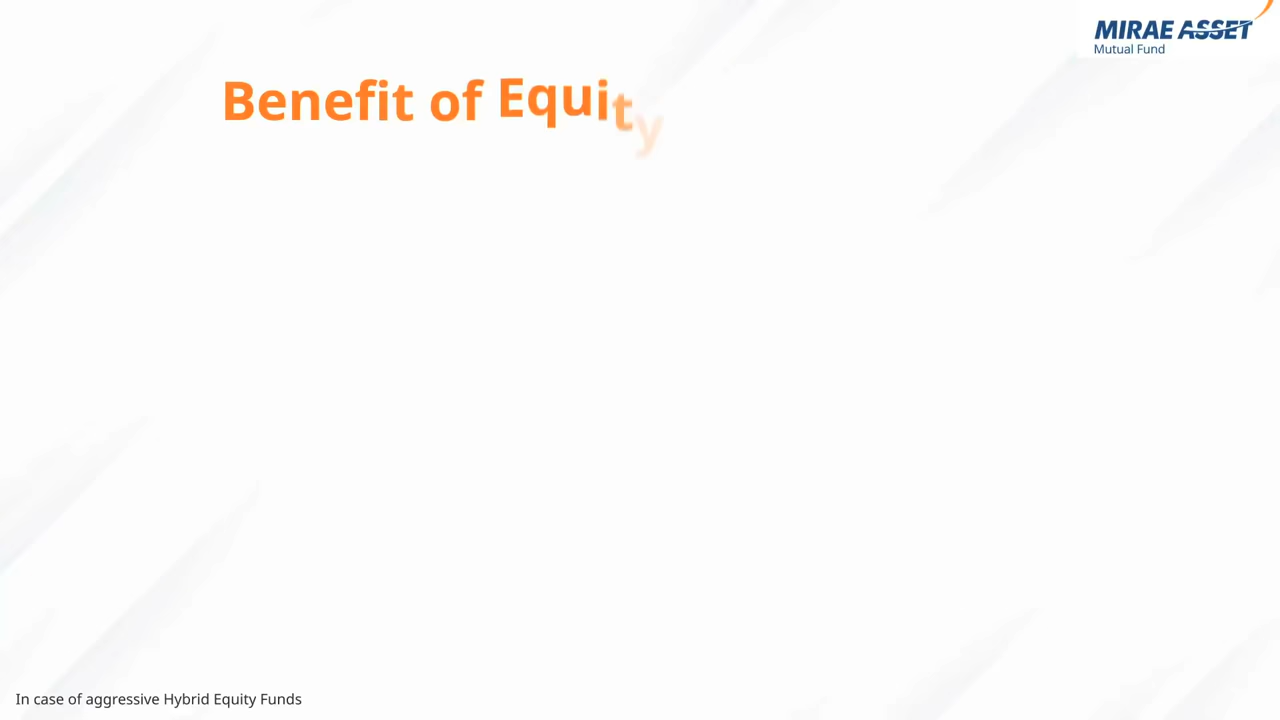 MIRAE ASSET
Mutual Fund
Benefit of Equity
In case of aggressive Hybrid Equity Funds